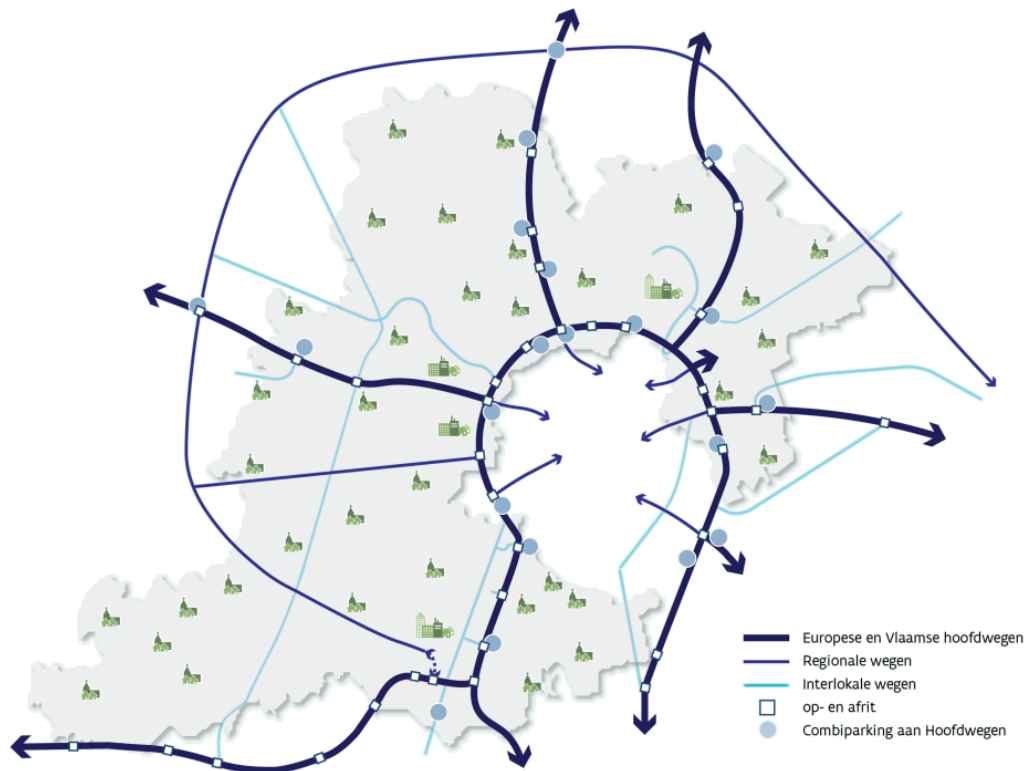 Europese en Vlaamse hoofdwegen
Regionale wegen
Interlokale wegen
op- en afrit
Combiparking aan Hoofdwegen